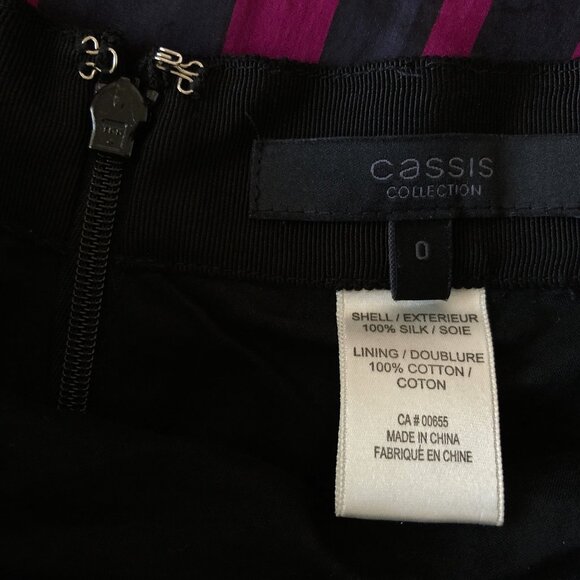 cassis
COLLECTION
0
SHELL / EXTERIEUR
100% SILK / SOIE
LINING / DOUBLURE
100% COTTON /
COTON
CA # 00655
MADE IN CHINA
FABRIQUÉ EN CHINE